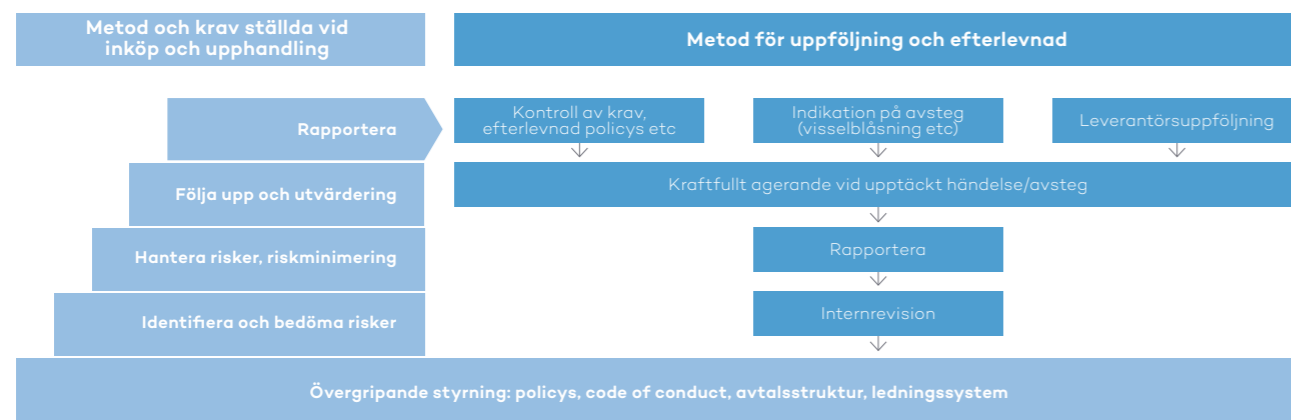 Metod och krav ställda vid
inköp och upphandling
Metod för uppföljning och efterlevnad
Rapportera
Kontroll av krav,
efterlevnad policys etc
Indikation på avsteg
(visselblåsning etc)
Leverantörsuppföljning
Följa upp och utvärdering
Kraftfullt agerande vid upptäckt händelse/avsteg
Hantera risker, riskminimering
Rapportera
Identifiera och bedöma risker
Internrevision
Övergripande styrning: policys, code of conduct, avtalsstruktur, ledningssystem